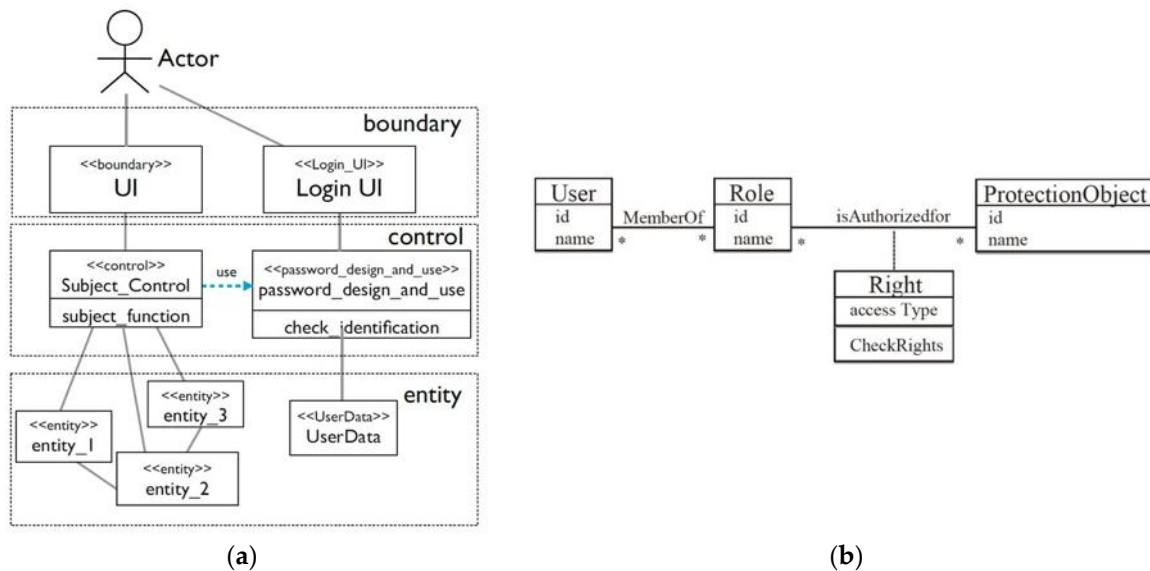 Actor
boundary
<<boundary>>
UI
<<Login_UI>>
Login UI
control
<<control>>
Subject_Control
subject_function
use
<<password_design_and_use>>
password_design_and_use
check_identification
entity
<<entity>>
entity_1
<<entity>>
entity_3
<<entity>>
entity_2
<<UserData>>
UserData
(a)
User
id
name
MemberOf
*
*
Role
id
name
isAuthorizedfor
*
*
ProtectionObject
id
name
Right
access Type
CheckRights
(b)